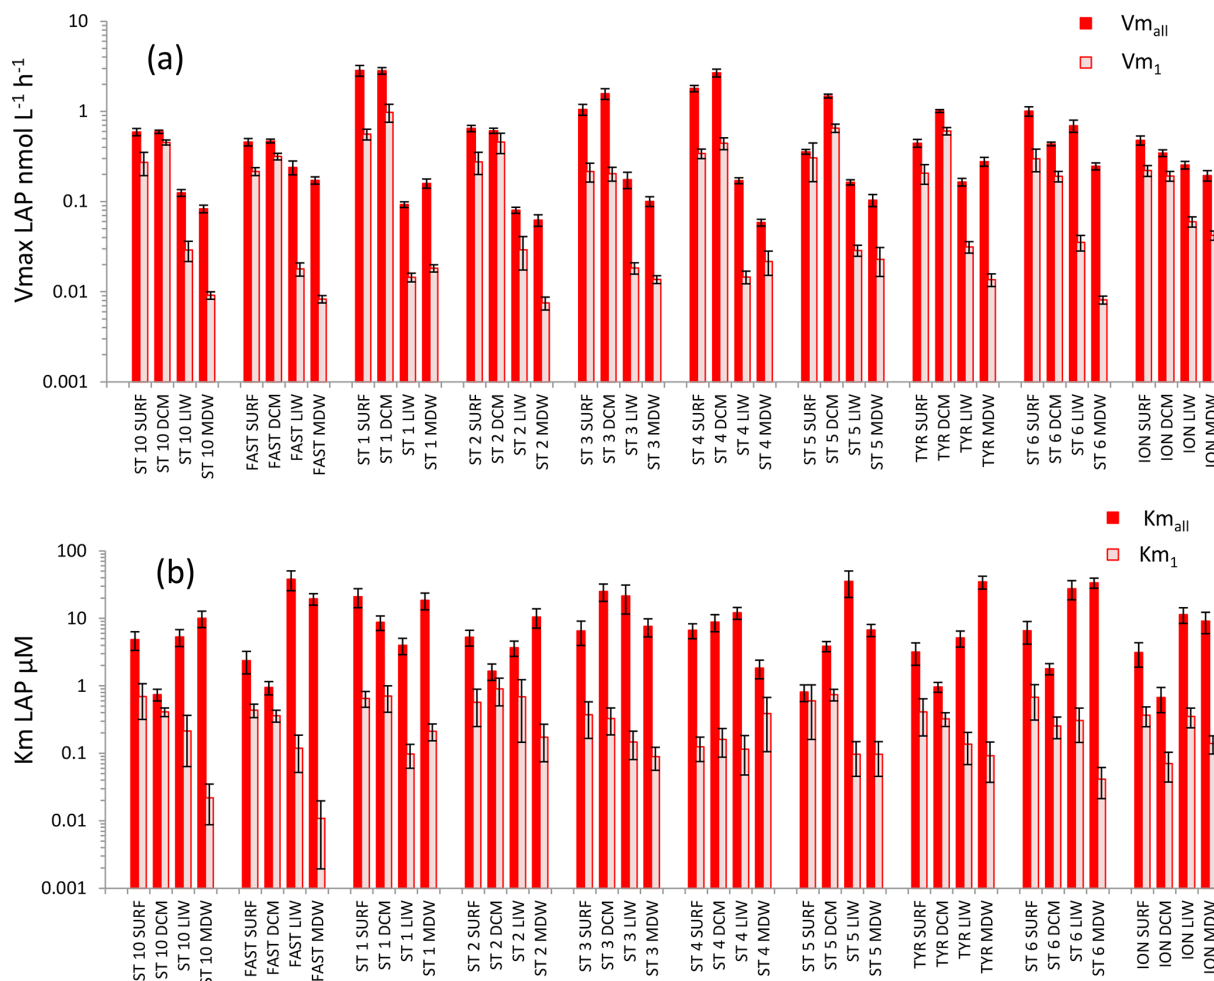 (a)
Vm_all
Vm_1
Vmax LAP nmol L⁻¹ h⁻¹
10
1
0.1
0.01
0.001
ST 10 SURF
ST 10 DCM
ST 10 LIW
ST 10 MDW
FAST SURF
FAST DCM
FAST LIW
FAST MDW
ST 1 SURF
ST 1 DCM
ST 1 LIW
ST 1 MDW
ST 2 SURF
ST 2 DCM
ST 2 LIW
ST 2 MDW
ST 3 SURF
ST 3 DCM
ST 3 LIW
ST 3 MDW
ST 4 SURF
ST 4 DCM
ST 4 LIW
ST 4 MDW
ST 5 SURF
ST 5 DCM
ST 5 LIW
ST 5 MDW
TYR SURF
TYR DCM
TYR LIW
TYR MDW
ST 6 SURF
ST 6 DCM
ST 6 LIW
ST 6 MDW
ION SURF
ION DCM
ION LIW
ION MDW
(b)
Km_all
Km_1
Km LAP µM
100
10
1
0.1
0.01
0.001
ST 10 SURF
ST 10 DCM
ST 10 LIW
ST 10 MDW
FAST SURF
FAST DCM
FAST LIW
FAST MDW
ST 1 SURF
ST 1 DCM
ST 1 LIW
ST 1 MDW
ST 2 SURF
ST 2 DCM
ST 2 LIW
ST 2 MDW
ST 3 SURF
ST 3 DCM
ST 3 LIW
ST 3 MDW
ST 4 SURF
ST 4 DCM
ST 4 LIW
ST 4 MDW
ST 5 SURF
ST 5 DCM
ST 5 LIW
ST 5 MDW
TYR SURF
TYR DCM
TYR LIW
TYR MDW
ST 6 SURF
ST 6 DCM
ST 6 LIW
ST 6 MDW
ION SURF
ION DCM
ION LIW
ION MDW